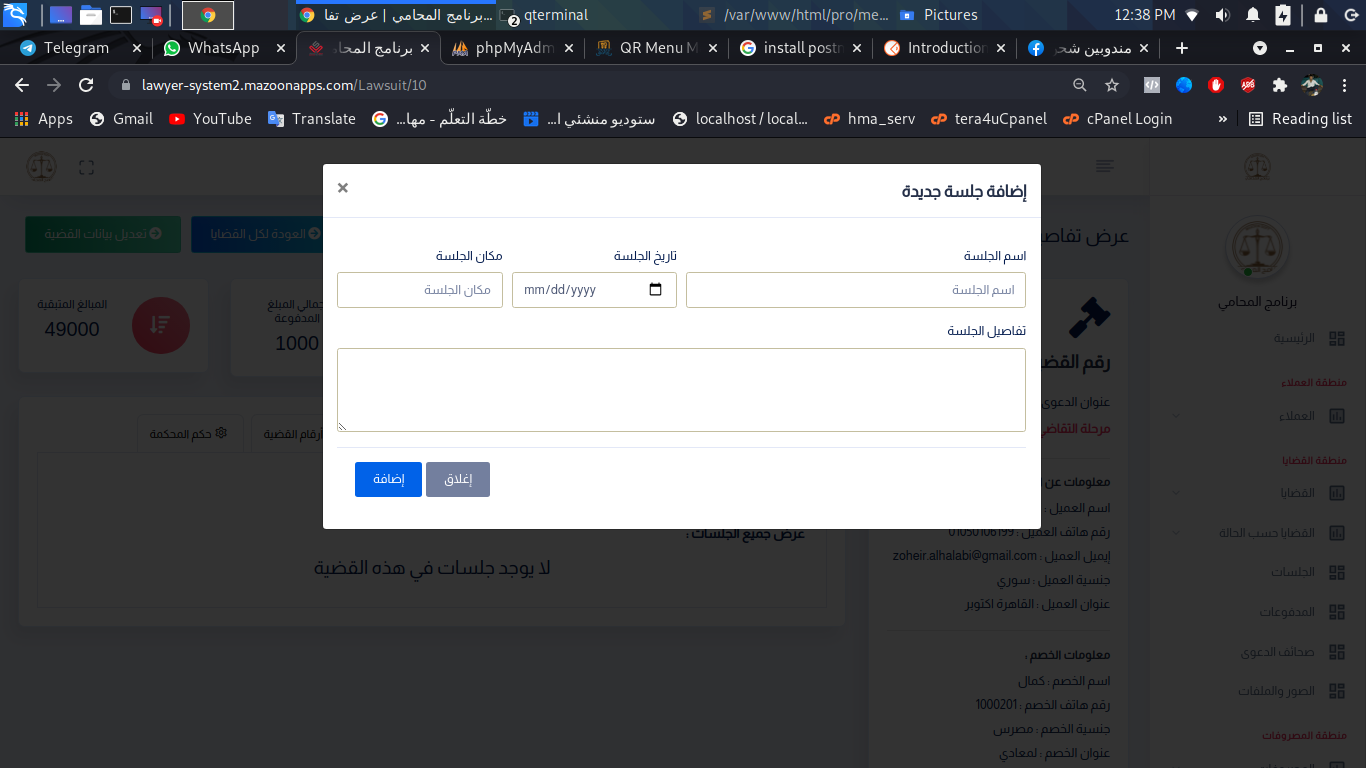 برنامج المحامي | عرض تفا...
2 qterminal
/var/www/html/pro/me...
Pictures
12:38 PM
Telegram
WhatsApp
برنامج المحا
phpMyAdm
QR Menu M
install postm
Introduction
مندوبين شحن
lawyer-system2.mazoonapps.com/Lawsuit/10
Apps
Gmail
YouTube
Translate
خطّة التعلّم - مها...
ستوديو منشئي ا...
localhost / local...
hma_serv
tera4uCpanel
cPanel Login
»
Reading list
إضافة جلسة جديدة
×
اسم الجلسة
تاريخ الجلسة
مكان الجلسة
اسم الجلسة
mm/dd/yyyy
مكان الجلسة
تفاصيل الجلسة
إغلاق
إضافة
برنامج المحامي
الرئيسية
منطقة العملاء
العملاء
منطقة القضايا
القضايا
القضايا حسب الحالة
الجلسات
المدفوعات
صحائف الدعوى
الصور والملفات
منطقة المصروفات
عرض تفاص
العودة لكل القضايا
تعديل بيانات القضية
رقم القض
عنوان الدعوى
مرحلة التقاضي
معلومات عن
اسم العميل :
رقم هاتف العميل : 01050106199
إيميل العميل : zoheir.alhalabi@gmail.com
جنسية العميل : سوري
عنوان العميل : القاهرة اكتوبر
معلومات الخصم .
اسم الخصم : كمال
رقم هاتف الخصم : 1000201
جنسية الخصم : مصرس
عنوان الخصم : لمعادي
جمالي المبلغ
المدفوعة
1000
المبالغ المتبقية
49000
أرقام القضية
حكم المحكمة
عرض جميع الجلسات :
لا يوجد جلسات في هذه القضية